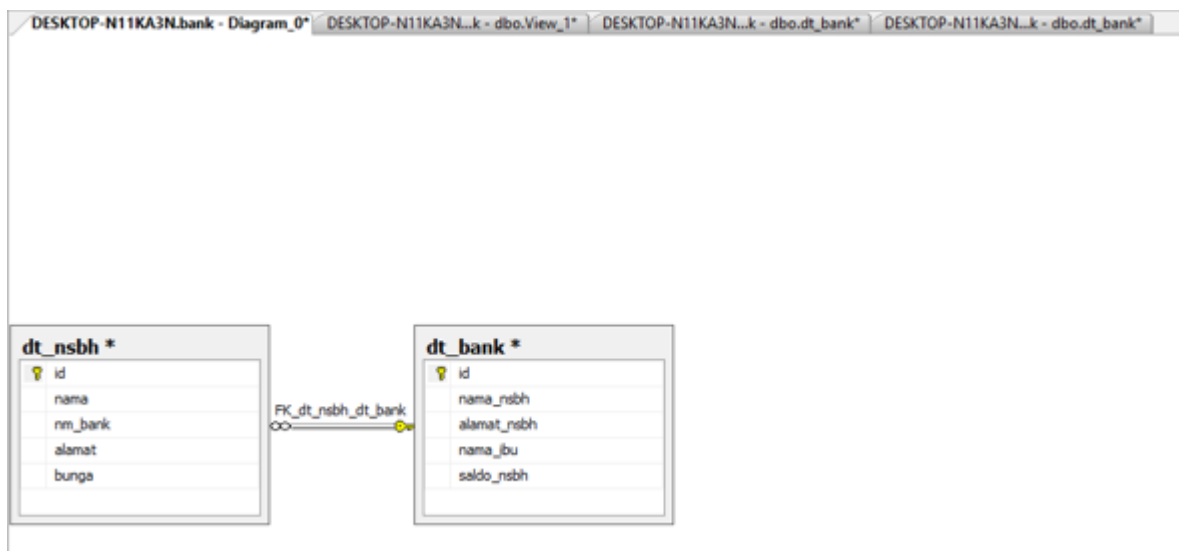 DESKTOP-N11KA3N.bank - Diagram_0* DESKTOP-N11KA3N...k - dbo.View_1* DESKTOP-N11KA3N...k - dbo.dt_bank* DESKTOP-N11KA3N...k - dbo.dt_bank*
dt_nsbh *
id
nama
nm_bank
alamat
bunga
FK_dt_nsbh_dt_bank
dt_bank *
id
nama_nsbh
alamat_nsbh
nama_ibu
saldo_nsbh